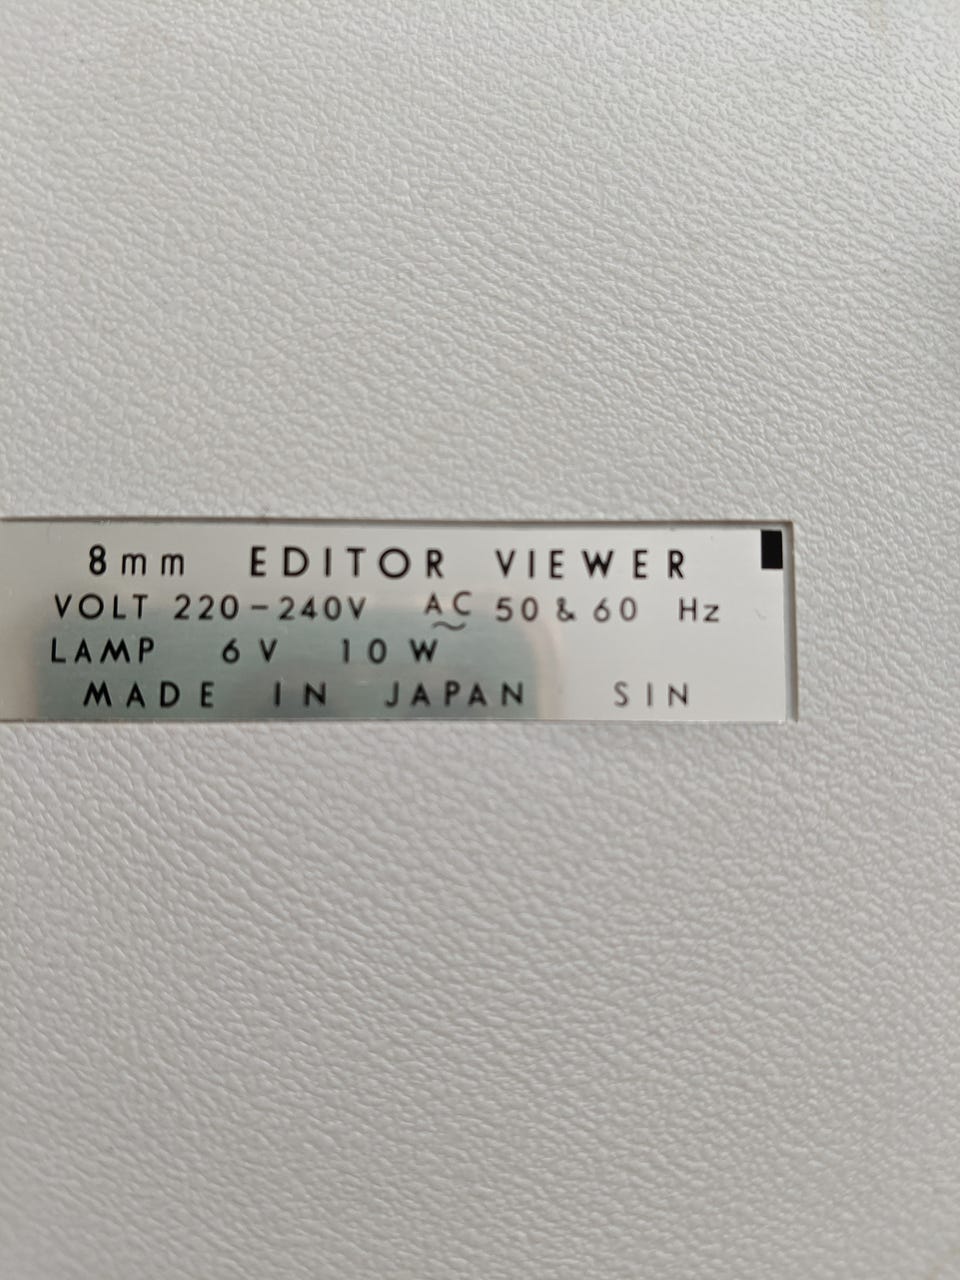 8mm EDITOR VIEWER
VOLT 220-240V AC 50 & 60 Hz
~
LAMP 6V 10W
MADE IN JAPAN SIN